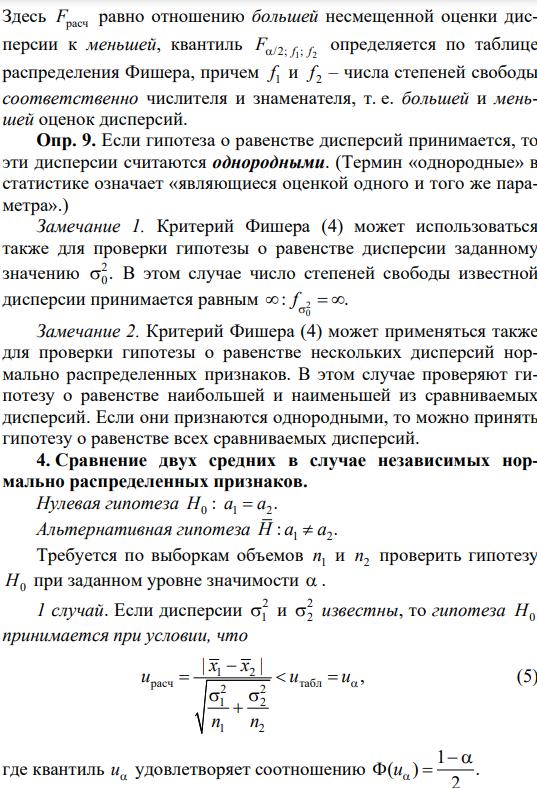 Здесь F_расч равно отношению большей несмещенной оценки дис-
персии к меньшей, квантиль F_{α/2; f₁; f₂} определяется по таблице
распределения Фишера, причем f₁ и f₂ – числа степеней свободы
соответственно числителя и знаменателя, т. е. большей и мень-
шей оценок дисперсий.
Опр. 9. Если гипотеза о равенстве дисперсий принимается, то
эти дисперсии считаются однородными. (Термин «однородные» в
статистике означает «являющиеся оценкой одного и того же пара-
метра».)
Замечание 1. Критерий Фишера (4) может использоваться
также для проверки гипотезы о равенстве дисперсии заданному
значению σ₀². В этом случае число степеней свободы известной
дисперсии принимается равным ∞: f_{σ₀²} = ∞.
Замечание 2. Критерий Фишера (4) может применяться также
для проверки гипотезы о равенстве нескольких дисперсий нор-
мально распределенных признаков. В этом случае проверяют ги-
потезу о равенстве наибольшей и наименьшей из сравниваемых
дисперсий. Если они признаются однородными, то можно принять
гипотезу о равенстве всех сравниваемых дисперсий.
4. Сравнение двух средних в случае независимых нор-
мально распределенных признаков.
Нулевая гипотеза H₀ : a₁ = a₂.
Альтернативная гипотеза H̅ : a₁ ≠ a₂.
Требуется по выборкам объемов n₁ и n₂ проверить гипотезу
H₀ при заданном уровне значимости α .
1 случай. Если дисперсии σ₁² и σ₂² известны, то гипотеза H₀
принимается при условии, что
u_расч = |x̅₁ − x̅₂| / √(σ₁²/n₁ + σ₂²/n₂) < u_табл = u_α, (5)
где квантиль u_α удовлетворяет соотношению Φ(u_α) = (1 − α)/2.